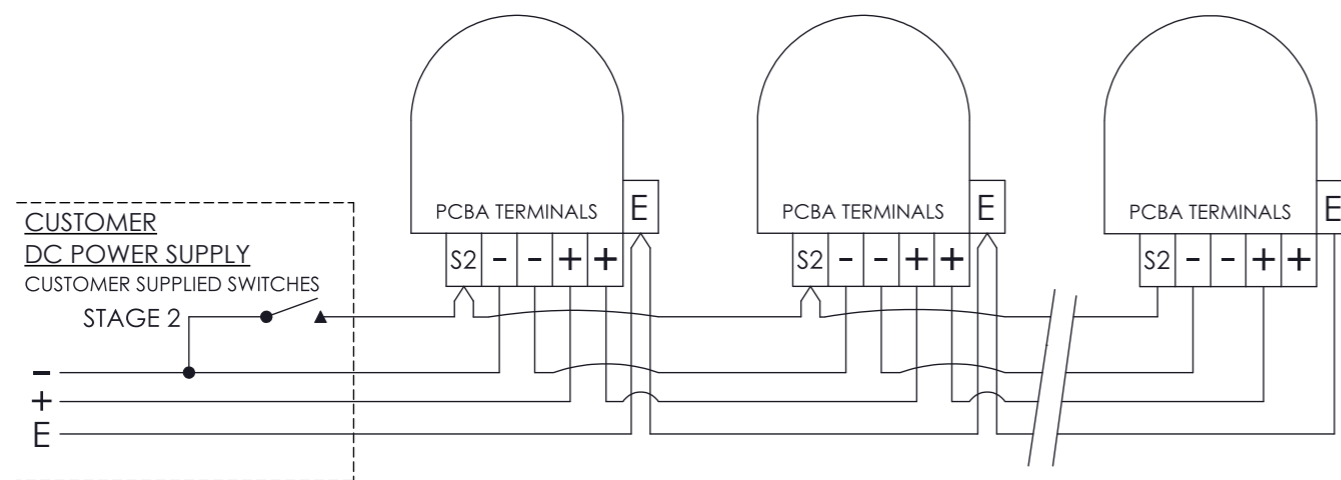 PCBA TERMINALS
E
S2 - - + +
PCBA TERMINALS
E
S2 - - + +
PCBA TERMINALS
E
S2 - - + +
CUSTOMER
DC POWER SUPPLY
CUSTOMER SUPPLIED SWITCHES
STAGE 2
-
+
E